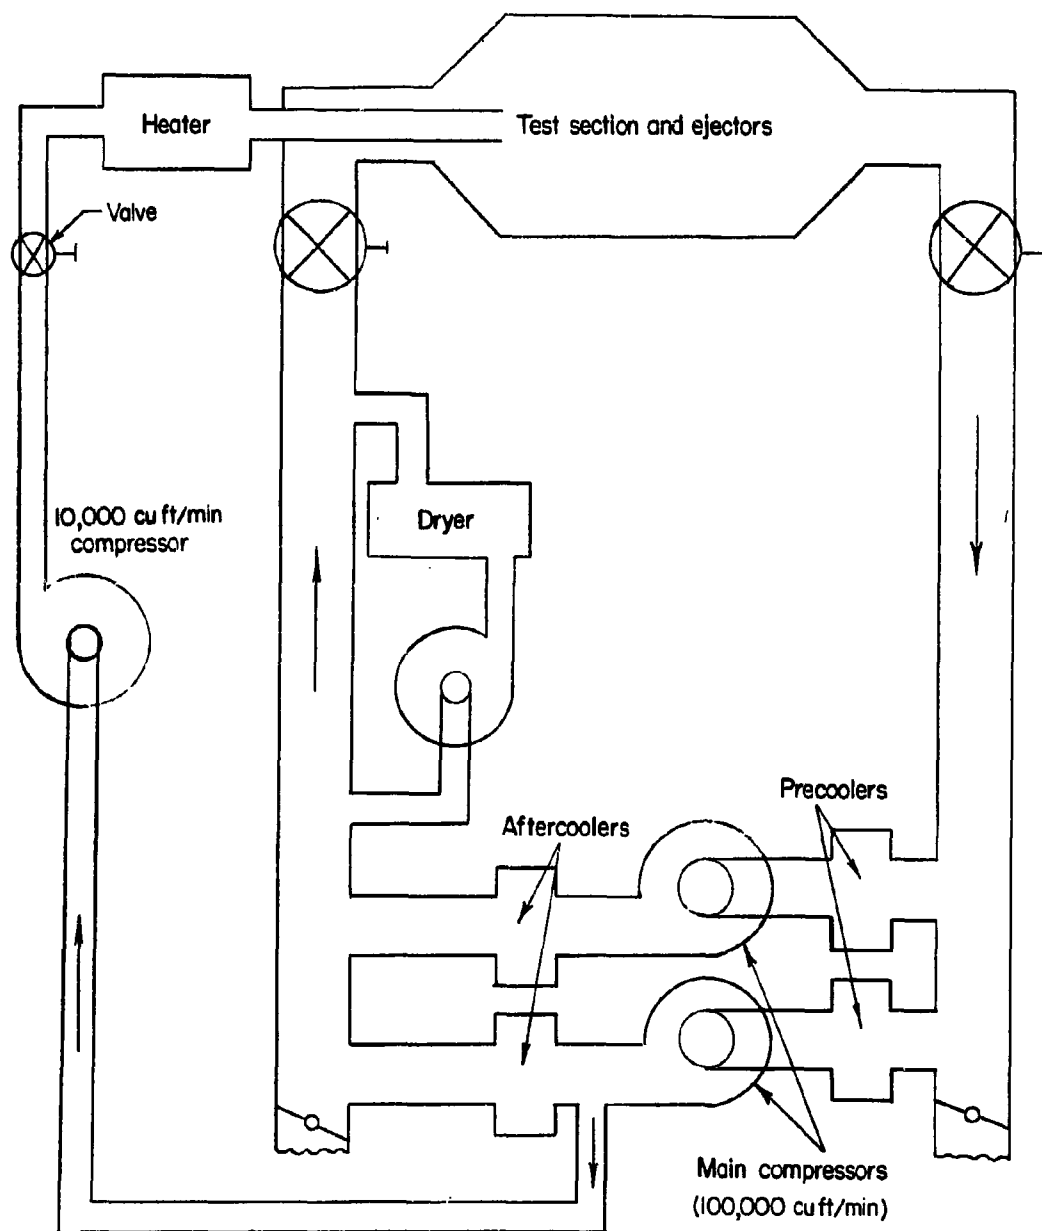 Heater
Test section and ejectors
Valve
10,000 cu ft/min
compressor
Dryer
Precoolers
Aftercoolers
Main compressors
(100,000 cu ft/min)